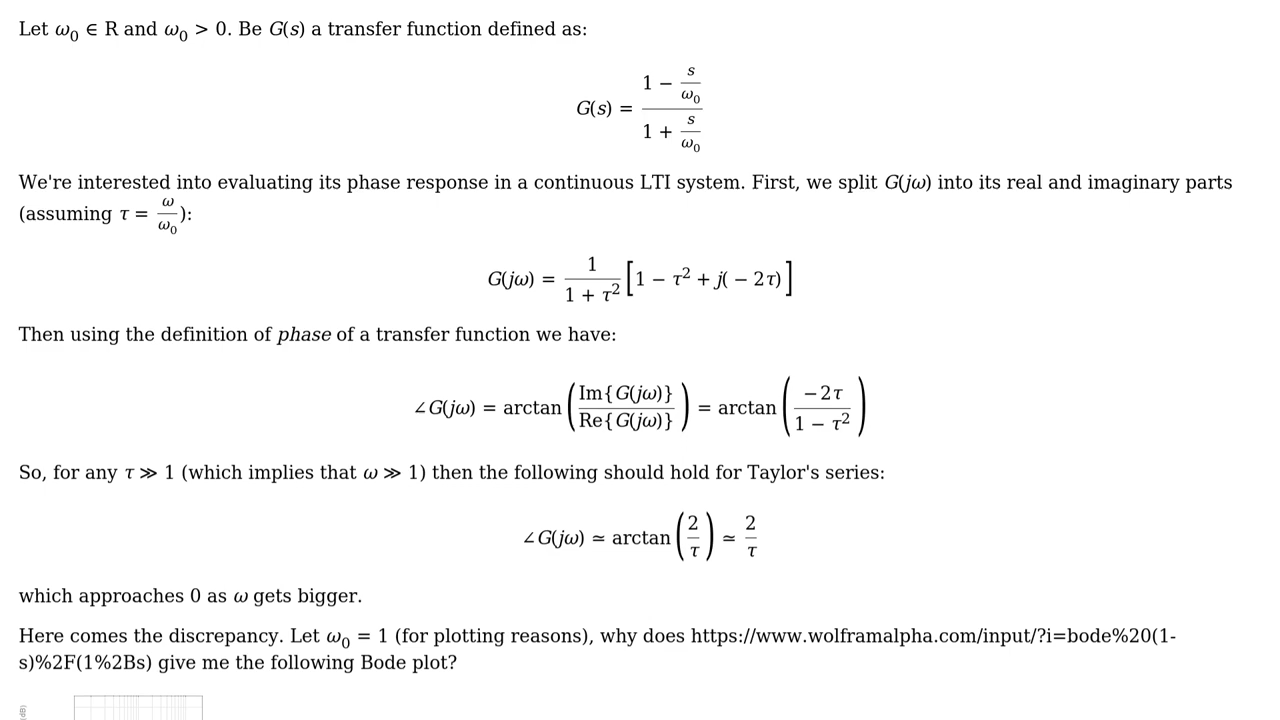 Let ω₀ ∈ R and ω₀ > 0. Be G(s) a transfer function defined as:
G(s) = (1 − s/ω₀) / (1 + s/ω₀)
We're interested into evaluating its phase response in a continuous LTI system. First, we split G(jω) into its real and imaginary parts
(assuming τ = ω/ω₀):
G(jω) = 1/(1 + τ²) [1 − τ² + j( − 2τ)]
Then using the definition of phase of a transfer function we have:
∠G(jω) = arctan(Im{G(jω)}/Re{G(jω)}) = arctan(−2τ/(1 − τ²))
So, for any τ ≫ 1 (which implies that ω ≫ 1) then the following should hold for Taylor's series:
∠G(jω) ≃ arctan(2/τ) ≃ 2/τ
which approaches 0 as ω gets bigger.
Here comes the discrepancy. Let ω₀ = 1 (for plotting reasons), why does https://www.wolframalpha.com/input/?i=bode%20(1-
s)%2F(1%2Bs) give me the following Bode plot?
(dB)